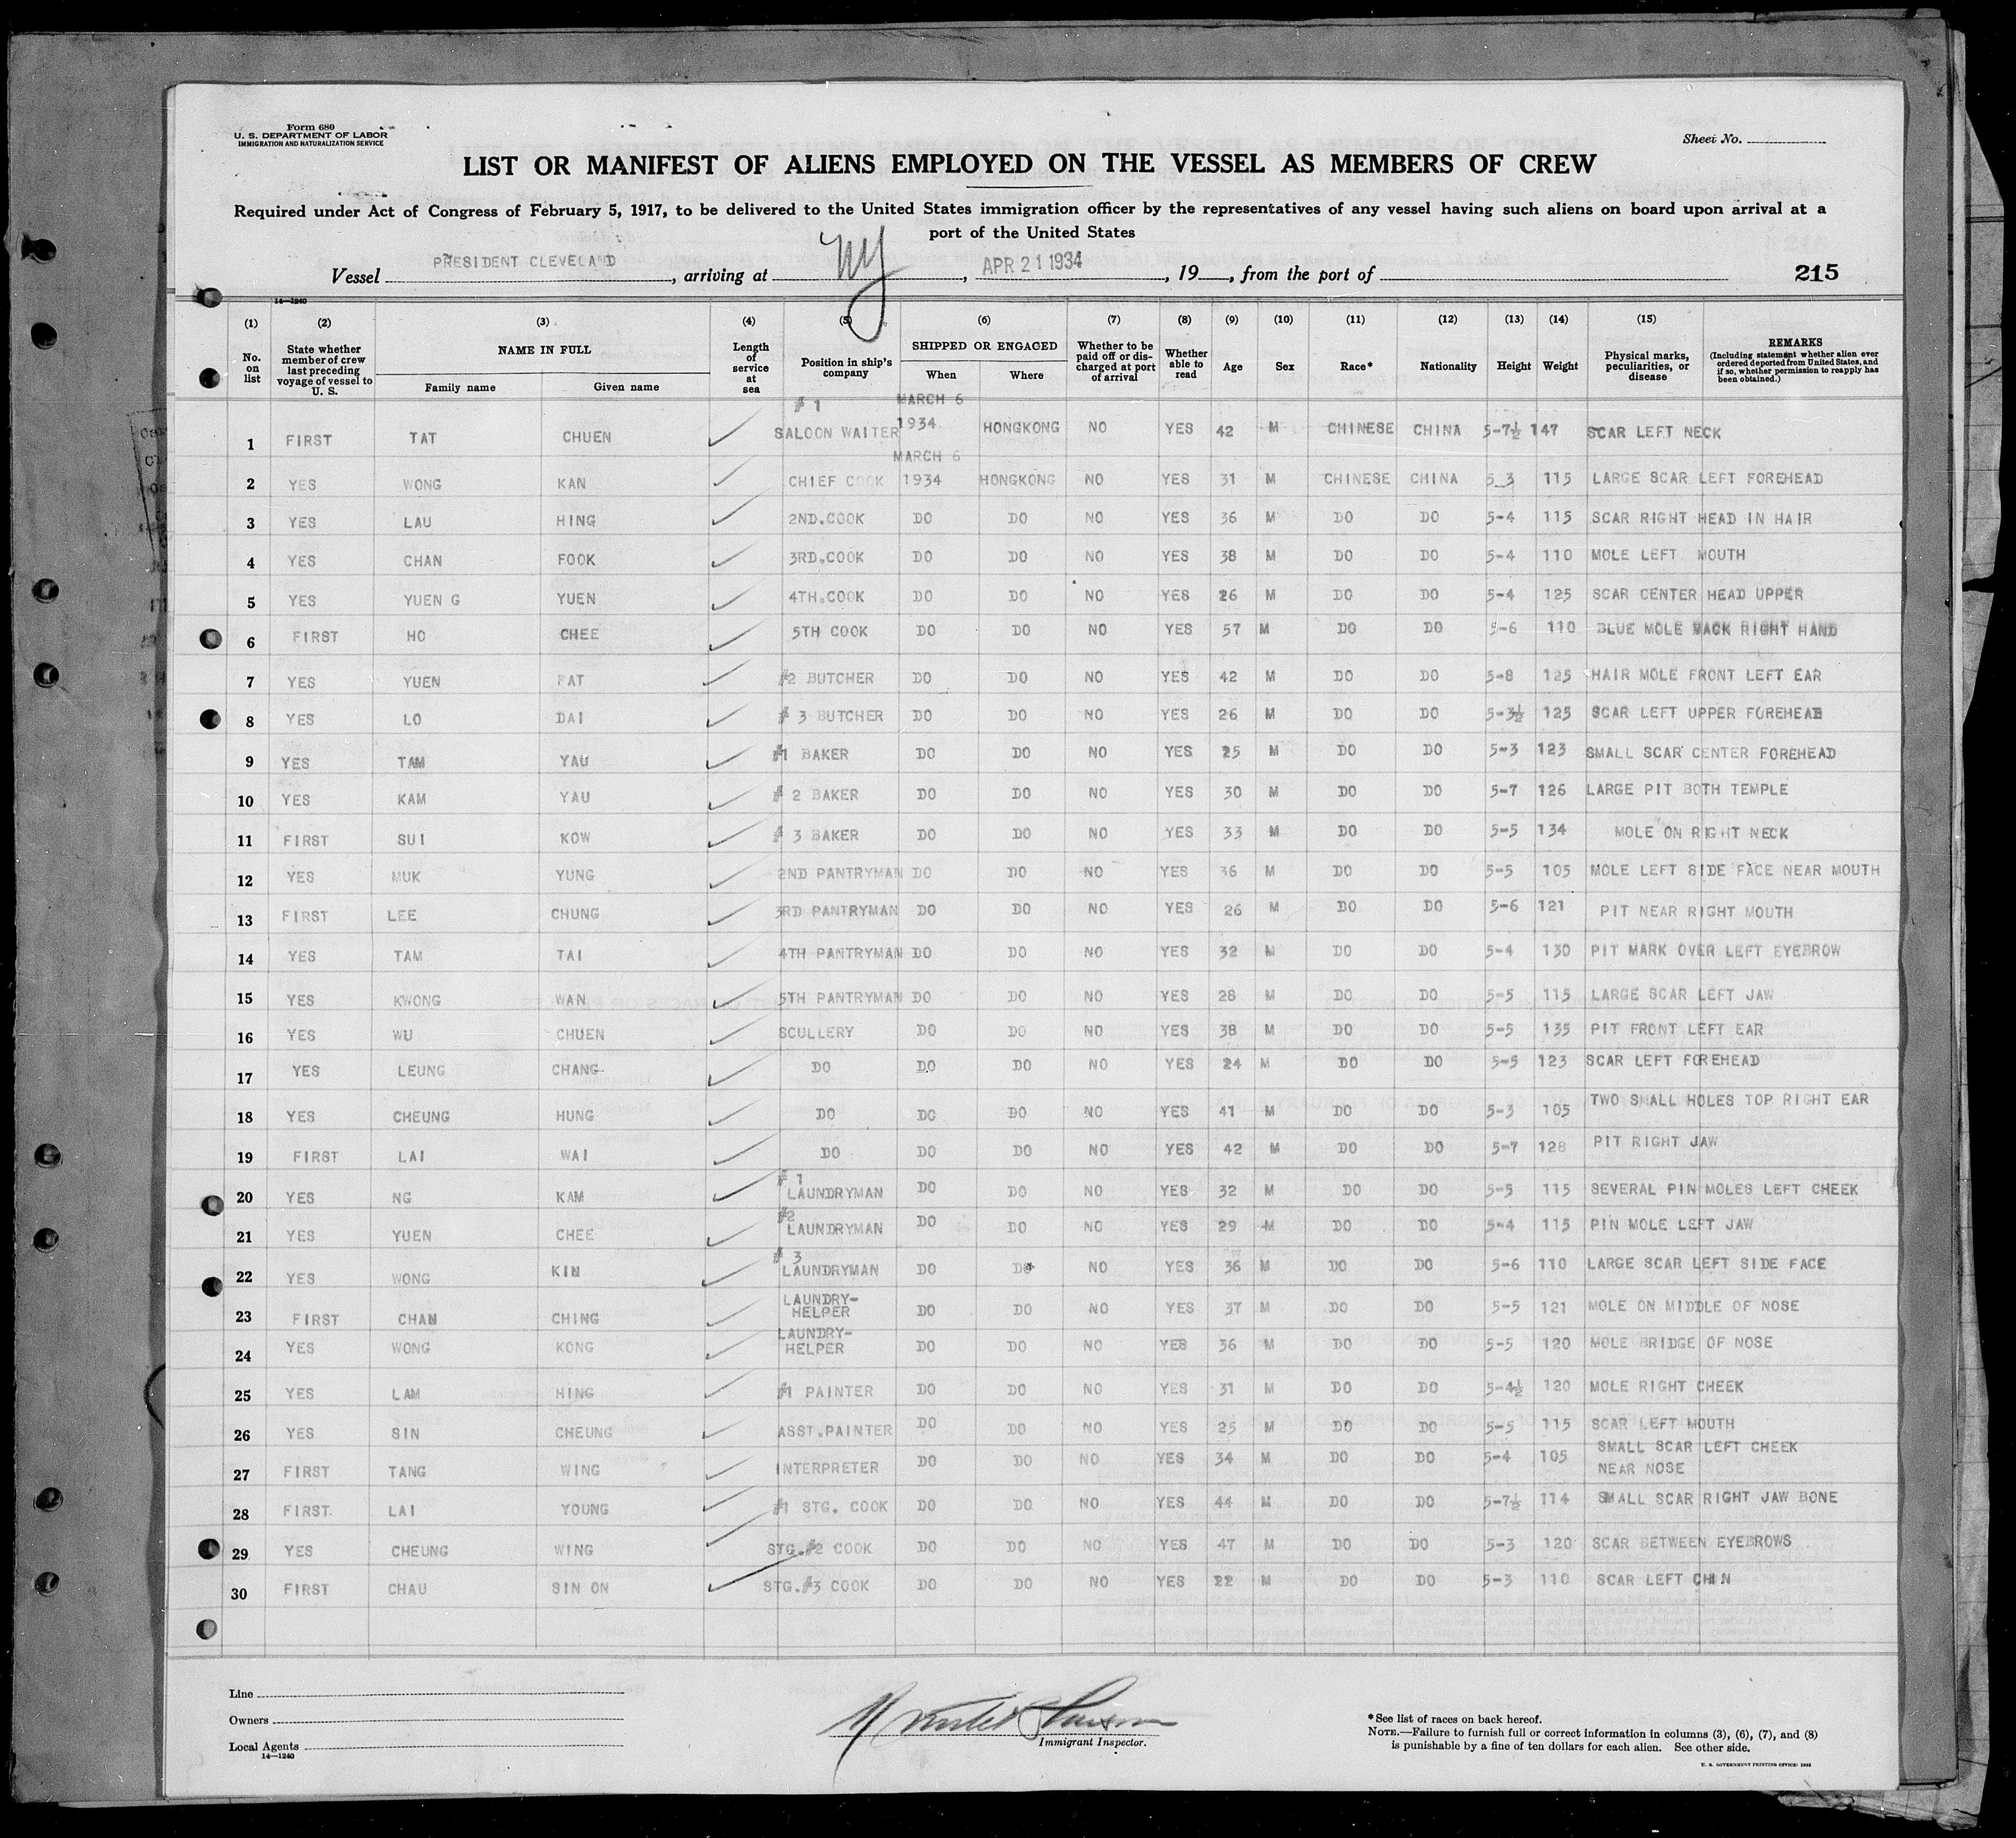 Form 680
U. S. DEPARTMENT OF LABOR
IMMIGRATION AND NATURALIZATION SERVICE
Sheet No.
LIST OR MANIFEST OF ALIENS EMPLOYED ON THE VESSEL AS MEMBERS OF CREW
Required under Act of Congress of February 5, 1917, to be delivered to the United States immigration officer by the representatives of any vessel having such aliens on board upon arrival at a
port of the United States
Vessel PRESIDENT CLEVELAND, arriving at NY, APR 21 1934, 19__, from the port of
215
14—1240
(1) (2) (3) (4) (5) (6) (7) (8) (9) (10) (11) (12) (13) (14) (15)
No. on list
State whether member of crew last preceding voyage of vessel to U. S.
NAME IN FULL
Family name Given name
Length of service at sea
Position in ship's company
SHIPPED OR ENGAGED
When Where
Whether to be paid off or discharged at port of arrival
Whether able to read
Age Sex Race* Nationality Height Weight
Physical marks, peculiarities, or disease
REMARKS
(Including statement whether alien ever ordered deported from United States, and if so, whether permission to reapply has been obtained.)
1 FIRST TAT CHUEN #1 SALOON WAITER MARCH 6 1934 HONGKONG NO YES 42 M CHINESE CHINA 5-7½ 147 SCAR LEFT NECK
2 YES WONG KAN CHIEF COOK MARCH 6 1934 HONGKONG NO YES 31 M CHINESE CHINA 5 3 115 LARGE SCAR LEFT FOREHEAD
3 YES LAU HING 2ND.COOK DO DO NO YES 36 M DO DO 5-4 115 SCAR RIGHT HEAD IN HAIR
4 YES CHAN FOOK 3RD.COOK DO DO NO YES 38 M DO DO 5-4 110 MOLE LEFT MOUTH
5 YES YUEN G YUEN 4TH.COOK DO DO NO YES 26 M DO DO 5-4 125 SCAR CENTER HEAD UPPER
6 FIRST HO CHEE 5TH COOK DO DO NO YES 57 M DO DO 5-6 110 BLUE MOLE MACK RIGHT HAND
7 YES YUEN FAT #2 BUTCHER DO DO NO YES 42 M DO DO 5-8 125 HAIR MOLE FRONT LEFT EAR
8 YES LO DAI # 3 BUTCHER DO DO NO YES 26 M DO DO 5-3½ 125 SCAR LEFT UPPER FOREHEAD
9 YES TAM YAU #1 BAKER DO DO NO YES 25 M DO DO 5-3 123 SMALL SCAR CENTER FOREHEAD
10 YES KAM YAU # 2 BAKER DO DO NO YES 30 M DO DO 5-7 126 LARGE PIT BOTH TEMPLE
11 FIRST SUI KOW # 3 BAKER DO DO NO YES 33 M DO DO 5-5 134 MOLE ON RIGHT NECK
12 YES MUK YUNG 2ND PANTRYMAN DO DO NO YES 36 M DO DO 5-5 105 MOLE LEFT SIDE FACE NEAR MOUTH
13 FIRST LEE CHUNG 3RD PANTRYMAN DO DO NO YES 26 M DO DO 5-6 121 PIT NEAR RIGHT MOUTH
14 YES TAM TAI 4TH PANTRYMAN DO DO NO YES 32 M DO DO 5-4 130 PIT MARK OVER LEFT EYEBROW
15 YES KWONG WAN 5TH PANTRYMAN DO DO NO YES 28 M DO DO 5-5 115 LARGE SCAR LEFT JAW
16 YES WU CHUEN SCULLERY DO DO NO YES 38 M DO DO 5-5 135 PIT FRONT LEFT EAR
17 YES LEUNG CHANG DO DO DO NO YES 24 M DO DO 5-5 123 SCAR LEFT FOREHEAD
18 YES CHEUNG HUNG DO DO DO NO YES 41 M DO DO 5-3 105 TWO SMALL HOLES TOP RIGHT EAR
19 FIRST LAI WAI DO DO DO NO YES 42 M DO DO 5-7 128 PIT RIGHT JAW
20 YES NG KAM # 1 LAUNDRYMAN DO DO NO YES 32 M DO DO 5-5 115 SEVERAL PIN MOLES LEFT CHEEK
21 YES YUEN CHEE #2 LAUNDRYMAN DO DO NO YES 29 M DO DO 5-4 115 PIN MOLE LEFT JAW
22 YES WONG KIN # 3 LAUNDRYMAN DO DO NO YES 36 M DO DO 5-6 110 LARGE SCAR LEFT SIDE FACE
23 FIRST CHAN CHING LAUNDRY-HELPER DO DO NO YES 37 M DO DO 5-5 121 MOLE ON MIDDLE OF NOSE
24 YES WONG KONG LAUNDRY-HELPER DO DO NO YES 36 M DO DO 5-5 120 MOLE BRIDGE OF NOSE
25 YES LAM HING #1 PAINTER DO DO NO YES 31 M DO DO 5-4½ 120 MOLE RIGHT CHEEK
26 YES SIN CHEUNG ASST.PAINTER DO DO NO YES 25 M DO DO 5-5 115 SCAR LEFT MOUTH
27 FIRST TANG WING INTERPRETER DO DO NO YES 34 M DO DO 5-4 105 SMALL SCAR LEFT CHEEK NEAR NOSE
28 FIRST LAI YOUNG #1 STG. COOK DO DO NO YES 44 M DO DO 5-7½ 114 SMALL SCAR RIGHT JAW BONE
29 YES CHEUNG WING STG.#2 COOK DO DO NO YES 47 M DO DO 5-3 120 SCAR BETWEEN EYEBROWS
30 FIRST CHAU SIN ON STG.#3 COOK DO DO NO YES 22 M DO DO 5-3 110 SCAR LEFT CHIN
Line
Owners
Local Agents
14—1240
Immigrant Inspector.
*See list of races on back hereof.
NOTE.—Failure to furnish full or correct information in columns (3), (6), (7), and (8)
is punishable by a fine of ten dollars for each alien. See other side.
U. S. GOVERNMENT PRINTING OFFICE: 1933